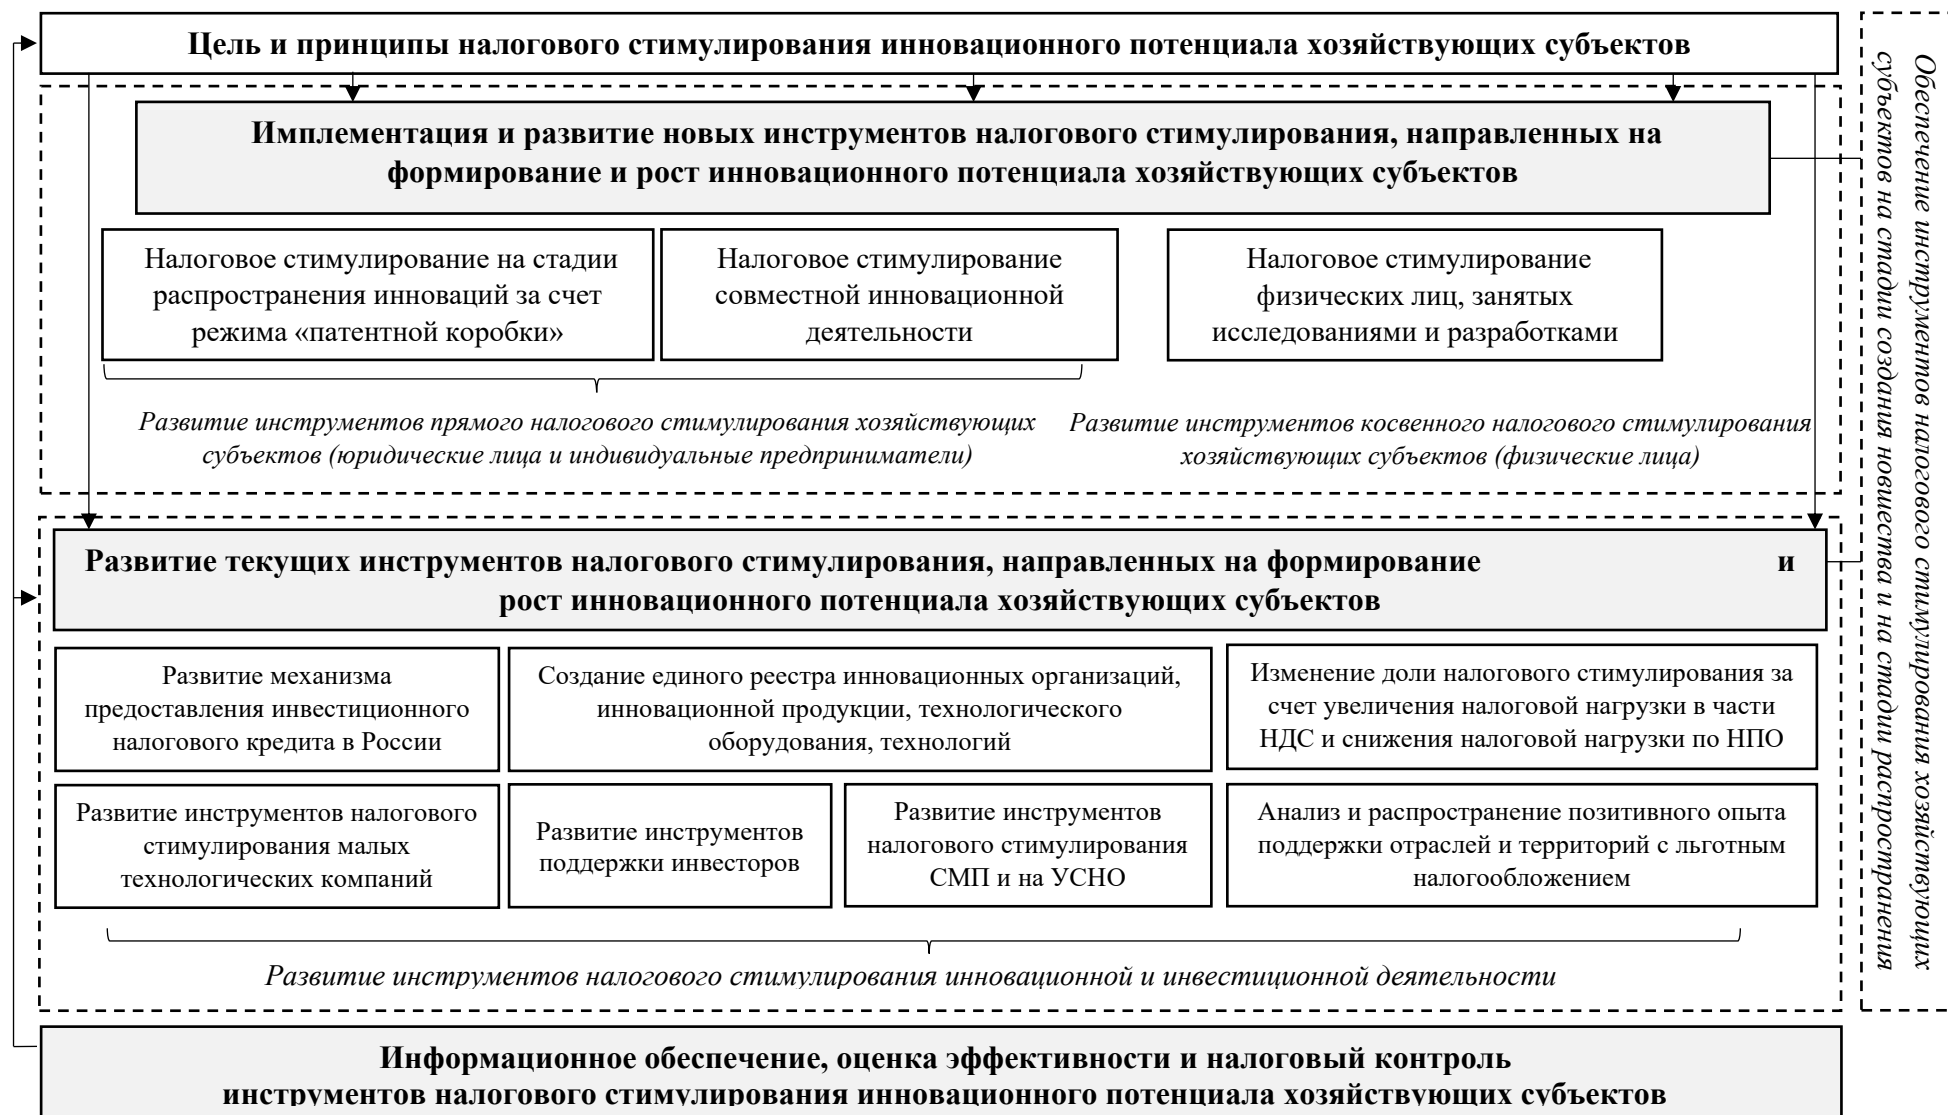 Цель и принципы налогового стимулирования инновационного потенциала хозяйствующих субъектов
Имплементация и развитие новых инструментов налогового стимулирования, направленных на
формирование и рост инновационного потенциала хозяйствующих субъектов
Налоговое стимулирование на стадии
распространения инноваций за счет
режима «патентной коробки»
Налоговое стимулирование
совместной инновационной
деятельности
Налоговое стимулирование
физических лиц, занятых
исследованиями и разработками
Развитие инструментов прямого налогового стимулирования хозяйствующих
субъектов (юридические лица и индивидуальные предприниматели)
Развитие инструментов косвенного налогового стимулирования
хозяйствующих субъектов (физические лица)
Развитие текущих инструментов налогового стимулирования, направленных на формирование и
рост инновационного потенциала хозяйствующих субъектов
Развитие механизма
предоставления инвестиционного
налогового кредита в России
Создание единого реестра инновационных организаций,
инновационной продукции, технологического
оборудования, технологий
Изменение доли налогового стимулирования за
счет увеличения налоговой нагрузки в части
НДС и снижения налоговой нагрузки по НПО
Развитие инструментов налогового
стимулирования малых
технологических компаний
Развитие инструментов
поддержки инвесторов
Развитие инструментов
налогового стимулирования
СМП и на УСНО
Анализ и распространение позитивного опыта
поддержки отраслей и территорий с льготным
налогообложением
Развитие инструментов налогового стимулирования инновационной и инвестиционной деятельности
Информационное обеспечение, оценка эффективности и налоговый контроль
инструментов налогового стимулирования инновационного потенциала хозяйствующих субъектов
Обеспечение инструментов налогового стимулирования хозяйствующих
субъектов на стадии создания новшества и на стадии распространения